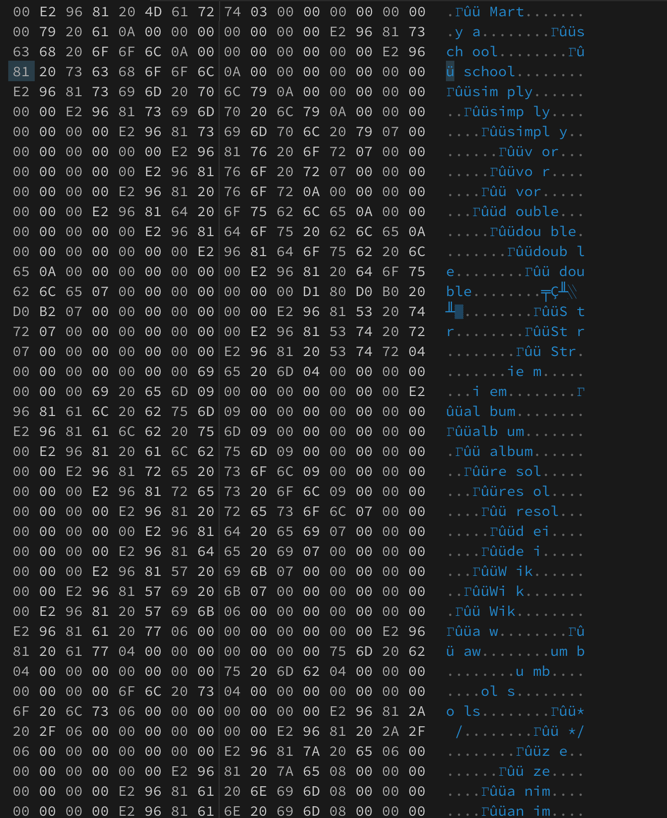 00 E2 96 81 20 4D 61 72 74 03 00 00 00 00 00 00 .Γûü Mart.......
00 79 20 61 0A 00 00 00 00 00 00 00 E2 96 81 73 .y a........Γûüs
63 68 20 6F 6F 6C 0A 00 00 00 00 00 00 00 E2 96 ch ool........Γû
81 20 73 63 68 6F 6F 6C 0A 00 00 00 00 00 00 00 ü school........
E2 96 81 73 69 6D 20 70 6C 79 0A 00 00 00 00 00 Γûüsim ply......
00 00 E2 96 81 73 69 6D 70 20 6C 79 0A 00 00 00 ..Γûüsimp ly....
00 00 00 00 E2 96 81 73 69 6D 70 6C 20 79 07 00 ....Γûüsimpl y..
00 00 00 00 00 00 E2 96 81 76 20 6F 72 07 00 00 ......Γûüv or...
00 00 00 00 00 E2 96 81 76 6F 20 72 07 00 00 00 .....Γûüvo r....
00 00 00 00 E2 96 81 20 76 6F 72 0A 00 00 00 00 ....Γûü vor.....
00 00 00 E2 96 81 64 20 6F 75 62 6C 65 0A 00 00 ...Γûüd ouble...
00 00 00 00 00 E2 96 81 64 6F 75 20 62 6C 65 0A .....Γûüdou ble.
00 00 00 00 00 00 00 E2 96 81 64 6F 75 62 20 6C .......Γûüdoub l
65 0A 00 00 00 00 00 00 00 E2 96 81 20 64 6F 75 e........Γûü dou
62 6C 65 07 00 00 00 00 00 00 00 D1 80 D0 B0 20 ble........╤Ç╨░
D0 B2 07 00 00 00 00 00 00 00 E2 96 81 53 20 74 ╨▓.........ΓûüS t
72 07 00 00 00 00 00 00 00 E2 96 81 53 74 20 72 r........ΓûüSt r
07 00 00 00 00 00 00 00 E2 96 81 20 53 74 72 04 ........Γûü Str.
00 00 00 00 00 00 00 69 65 20 6D 04 00 00 00 00 .......ie m.....
00 00 00 69 20 65 6D 09 00 00 00 00 00 00 00 E2 ...i em........Γ
96 81 61 6C 20 62 75 6D 09 00 00 00 00 00 00 00 ûüal bum........
E2 96 81 61 6C 62 20 75 6D 09 00 00 00 00 00 00 Γûüalb um.......
00 E2 96 81 20 61 6C 62 75 6D 09 00 00 00 00 00 .Γûü album......
00 00 E2 96 81 72 65 20 73 6F 6C 09 00 00 00 00 ..Γûüre sol.....
00 00 00 E2 96 81 72 65 73 20 6F 6C 09 00 00 00 ...Γûüres ol....
00 00 00 00 E2 96 81 20 72 65 73 6F 6C 07 00 00 ....Γûü resol...
00 00 00 00 00 E2 96 81 64 20 65 69 07 00 00 00 .....Γûüd ei....
00 00 00 00 E2 96 81 64 65 20 69 07 00 00 00 00 ....Γûüde i.....
00 00 00 E2 96 81 57 20 69 6B 07 00 00 00 00 00 ...ΓûüW ik......
00 00 E2 96 81 57 69 20 6B 07 00 00 00 00 00 00 ..ΓûüWi k.......
00 E2 96 81 20 57 69 6B 06 00 00 00 00 00 00 00 .Γûü Wik........
E2 96 81 61 20 77 06 00 00 00 00 00 00 00 E2 96 Γûüa w........Γû
81 20 61 77 04 00 00 00 00 00 00 00 75 6D 20 62 ü aw........um b
04 00 00 00 00 00 00 00 75 20 6D 62 04 00 00 00 ........u mb....
00 00 00 00 6F 6C 20 73 04 00 00 00 00 00 00 00 ....ol s........
6F 20 6C 73 06 00 00 00 00 00 00 00 E2 96 81 2A o ls........Γûü*
20 2F 06 00 00 00 00 00 00 00 E2 96 81 20 2A 2F  /........Γûü */
06 00 00 00 00 00 00 00 E2 96 81 7A 20 65 06 00 ........Γûüz e..
00 00 00 00 00 00 E2 96 81 20 7A 65 08 00 00 00 ......Γûü ze....
00 00 00 00 E2 96 81 61 20 6E 69 6D 08 00 00 00 ....Γûüa nim....
00 00 00 00 E2 96 81 61 6E 20 69 6D 08 00 00 00 ....Γûüan im....